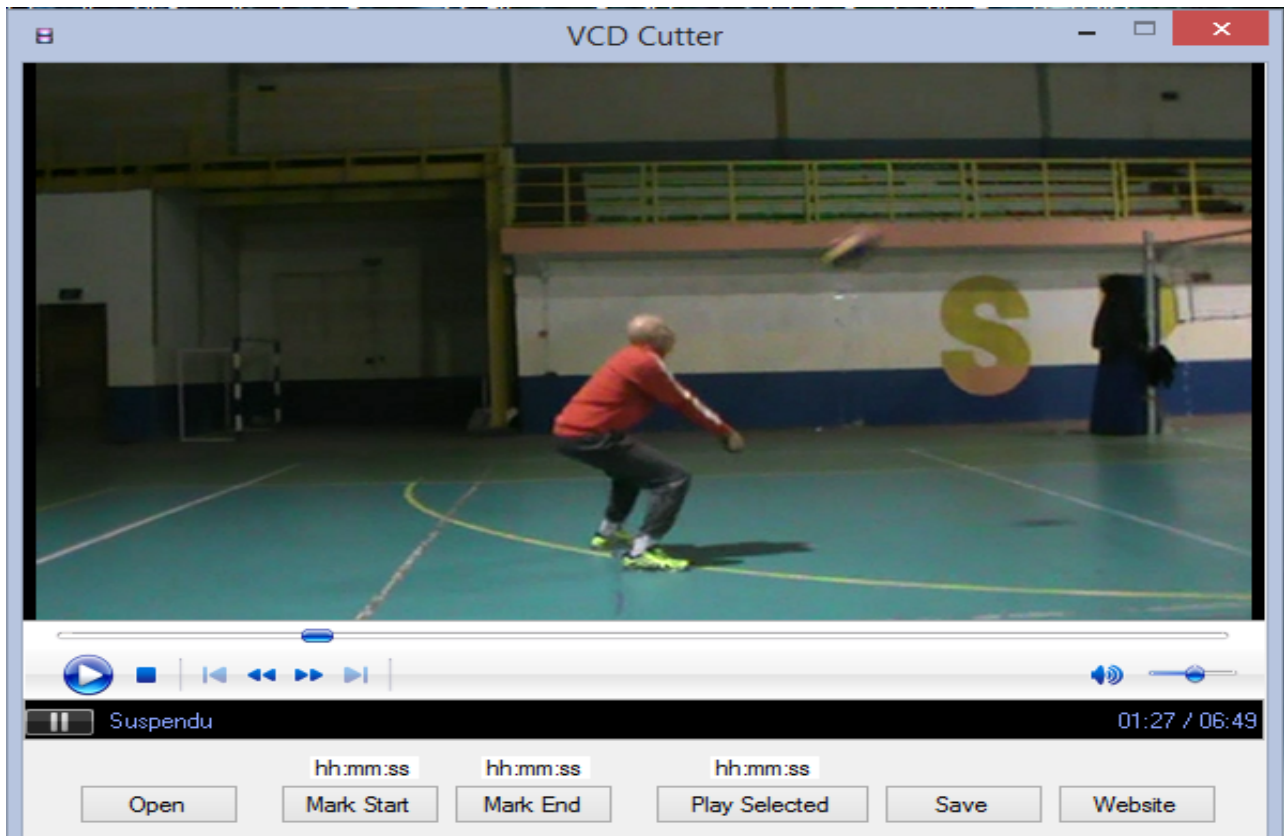 VCD Cutter
S
Suspendu 01:27 / 06:49
hh:mm:ss hh:mm:ss hh:mm:ss
Open Mark Start Mark End Play Selected Save Website